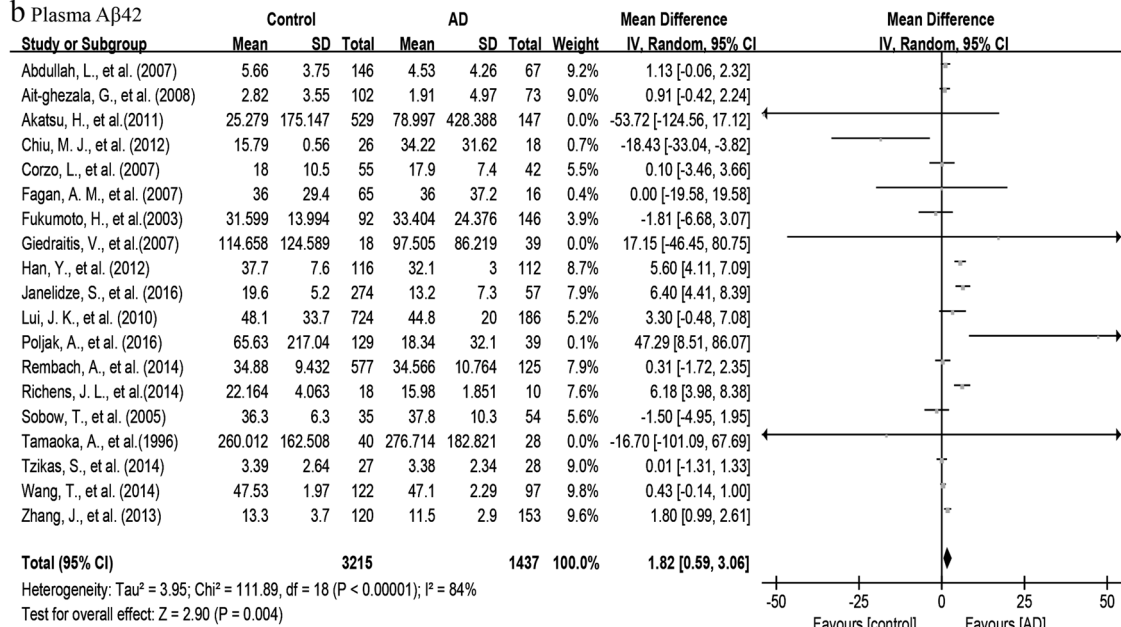 b Plasma Aβ42
Control AD Mean Difference Mean Difference
Study or Subgroup Mean SD Total Mean SD Total Weight IV, Random, 95% CI IV, Random, 95% CI
Abdullah, L., et al. (2007) 5.66 3.75 146 4.53 4.26 67 9.2% 1.13 [-0.06, 2.32]
Ait-ghezala, G., et al. (2008) 2.82 3.55 102 1.91 4.97 73 9.0% 0.91 [-0.42, 2.24]
Akatsu, H., et al.(2011) 25.279 175.147 529 78.997 428.388 147 0.0% -53.72 [-124.56, 17.12]
Chiu, M. J., et al. (2012) 15.79 0.56 26 34.22 31.62 18 0.7% -18.43 [-33.04, -3.82]
Corzo, L., et al. (2007) 18 10.5 55 17.9 7.4 42 5.5% 0.10 [-3.46, 3.66]
Fagan, A. M., et al. (2007) 36 29.4 65 36 37.2 16 0.4% 0.00 [-19.58, 19.58]
Fukumoto, H., et al.(2003) 31.599 13.994 92 33.404 24.376 146 3.9% -1.81 [-6.68, 3.07]
Giedraitis, V., et al.(2007) 114.658 124.589 18 97.505 86.219 39 0.0% 17.15 [-46.45, 80.75]
Han, Y., et al. (2012) 37.7 7.6 116 32.1 3 112 8.7% 5.60 [4.11, 7.09]
Janelidze, S., et al. (2016) 19.6 5.2 274 13.2 7.3 57 7.9% 6.40 [4.41, 8.39]
Lui, J. K., et al. (2010) 48.1 33.7 724 44.8 20 186 5.2% 3.30 [-0.48, 7.08]
Poljak, A., et al. (2016) 65.63 217.04 129 18.34 32.1 39 0.1% 47.29 [8.51, 86.07]
Rembach, A., et al. (2014) 34.88 9.432 577 34.566 10.764 125 7.9% 0.31 [-1.72, 2.35]
Richens, J. L., et al.(2014) 22.164 4.063 18 15.98 1.851 10 7.6% 6.18 [3.98, 8.38]
Sobow, T., et al. (2005) 36.3 6.3 35 37.8 10.3 54 5.6% -1.50 [-4.95, 1.95]
Tamaoka, A., et al.(1996) 260.012 162.508 40 276.714 182.821 28 0.0% -16.70 [-101.09, 67.69]
Tzikas, S., et al. (2014) 3.39 2.64 27 3.38 2.34 28 9.0% 0.01 [-1.31, 1.33]
Wang, T., et al. (2014) 47.53 1.97 122 47.1 2.29 97 9.8% 0.43 [-0.14, 1.00]
Zhang, J., et al. (2013) 13.3 3.7 120 11.5 2.9 153 9.6% 1.80 [0.99, 2.61]
Total (95% CI) 3215 1437 100.0% 1.82 [0.59, 3.06]
Heterogeneity: Tau² = 3.95; Chi² = 111.89, df = 18 (P < 0.00001); I² = 84%
Test for overall effect: Z = 2.90 (P = 0.004)
-50 -25 0 25 50
Favours [control] Favours [AD]